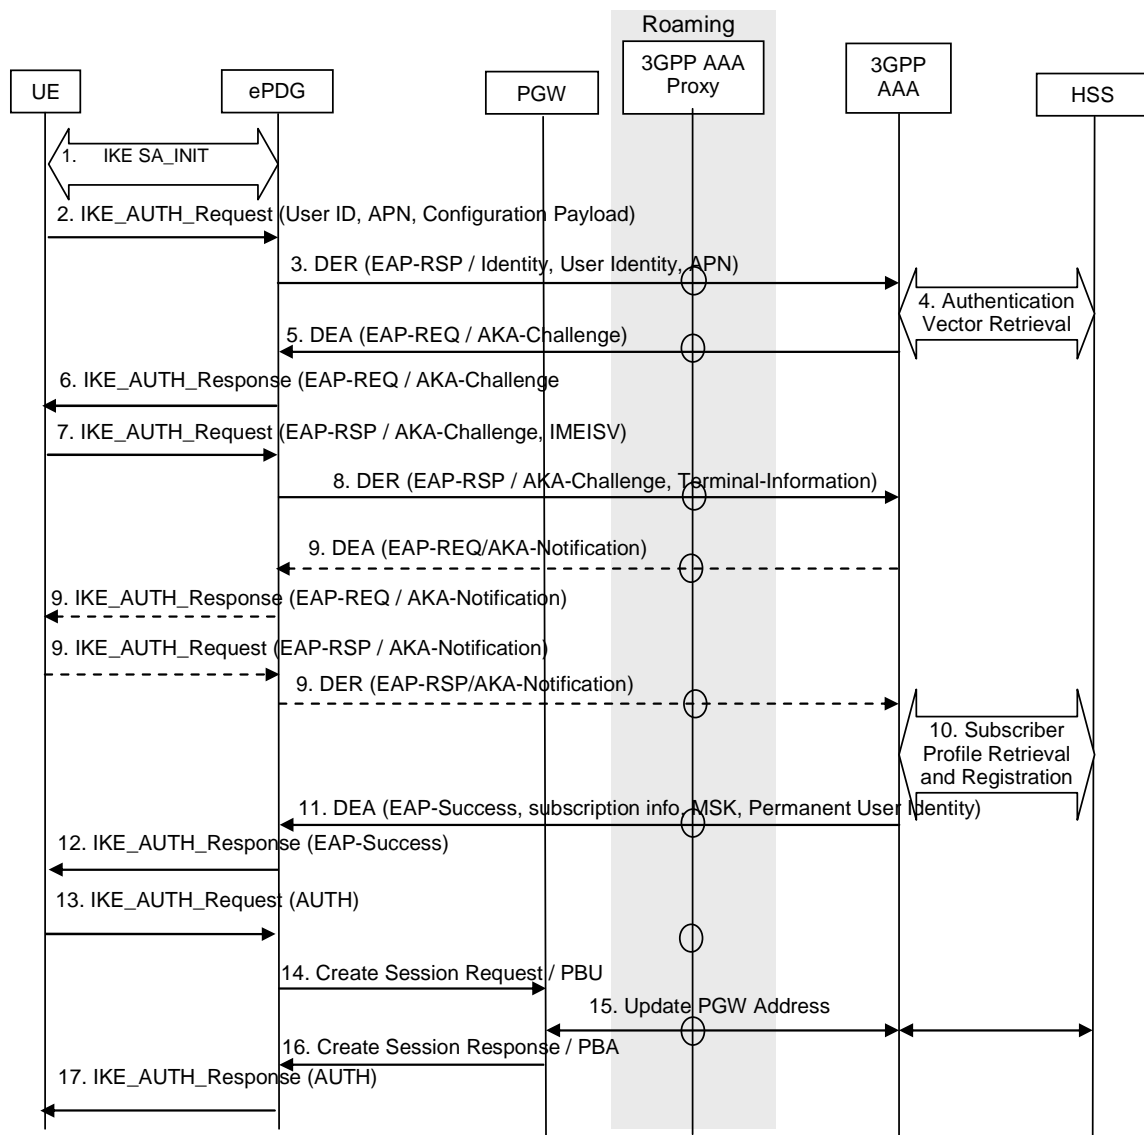 Roaming
UE
ePDG
PGW
3GPP AAA
Proxy
3GPP
AAA
HSS
1. IKE SA_INIT
2. IKE_AUTH_Request (User ID, APN, Configuration Payload)
3. DER (EAP-RSP / Identity, User Identity, APN)
4. Authentication
Vector Retrieval
5. DEA (EAP-REQ / AKA-Challenge)
6. IKE_AUTH_Response (EAP-REQ / AKA-Challenge
7. IKE_AUTH_Request (EAP-RSP / AKA-Challenge, IMEISV)
8. DER (EAP-RSP / AKA-Challenge, Terminal-Information)
9. DEA (EAP-REQ/AKA-Notification)
9. IKE_AUTH_Response (EAP-REQ / AKA-Notification)
9. IKE_AUTH_Request (EAP-RSP / AKA-Notification)
9. DER (EAP-RSP/AKA-Notification)
10. Subscriber
Profile Retrieval
and Registration
11. DEA (EAP-Success, subscription info, MSK, Permanent User Identity)
12. IKE_AUTH_Response (EAP-Success)
13. IKE_AUTH_Request (AUTH)
14. Create Session Request / PBU
15. Update PGW Address
16. Create Session Response / PBA
17. IKE_AUTH_Response (AUTH)